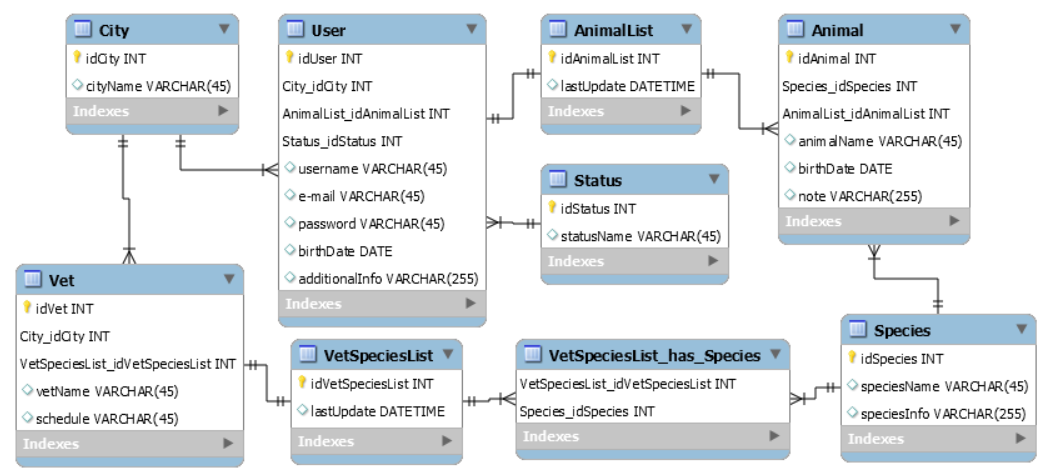 City
idCity INT
cityName VARCHAR(45)
Indexes
User
idUser INT
City_idCity INT
AnimalList_idAnimalList INT
Status_idStatus INT
username VARCHAR(45)
e-mail VARCHAR(45)
password VARCHAR(45)
birthDate DATE
additionalInfo VARCHAR(255)
Indexes
AnimalList
idAnimalList INT
lastUpdate DATETIME
Indexes
Animal
idAnimal INT
Species_idSpecies INT
AnimalList_idAnimalList INT
animalName VARCHAR(45)
birthDate DATE
note VARCHAR(255)
Indexes
Status
idStatus INT
statusName VARCHAR(45)
Indexes
Vet
idVet INT
City_idCity INT
VetSpeciesList_idVetSpeciesList INT
vetName VARCHAR(45)
schedule VARCHAR(45)
Indexes
VetSpeciesList
idVetSpeciesList INT
lastUpdate DATETIME
Indexes
VetSpeciesList_has_Species
VetSpeciesList_idVetSpeciesList INT
Species_idSpecies INT
Indexes
Species
idSpecies INT
speciesName VARCHAR(45)
speciesInfo VARCHAR(255)
Indexes